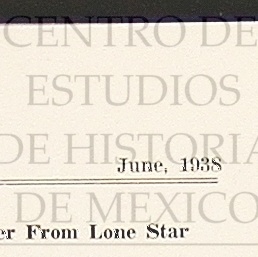 CENTRO DE
ESTUDIOS
DE HISTORIA
June, 1938
DE MEXICO
er From Lone Star